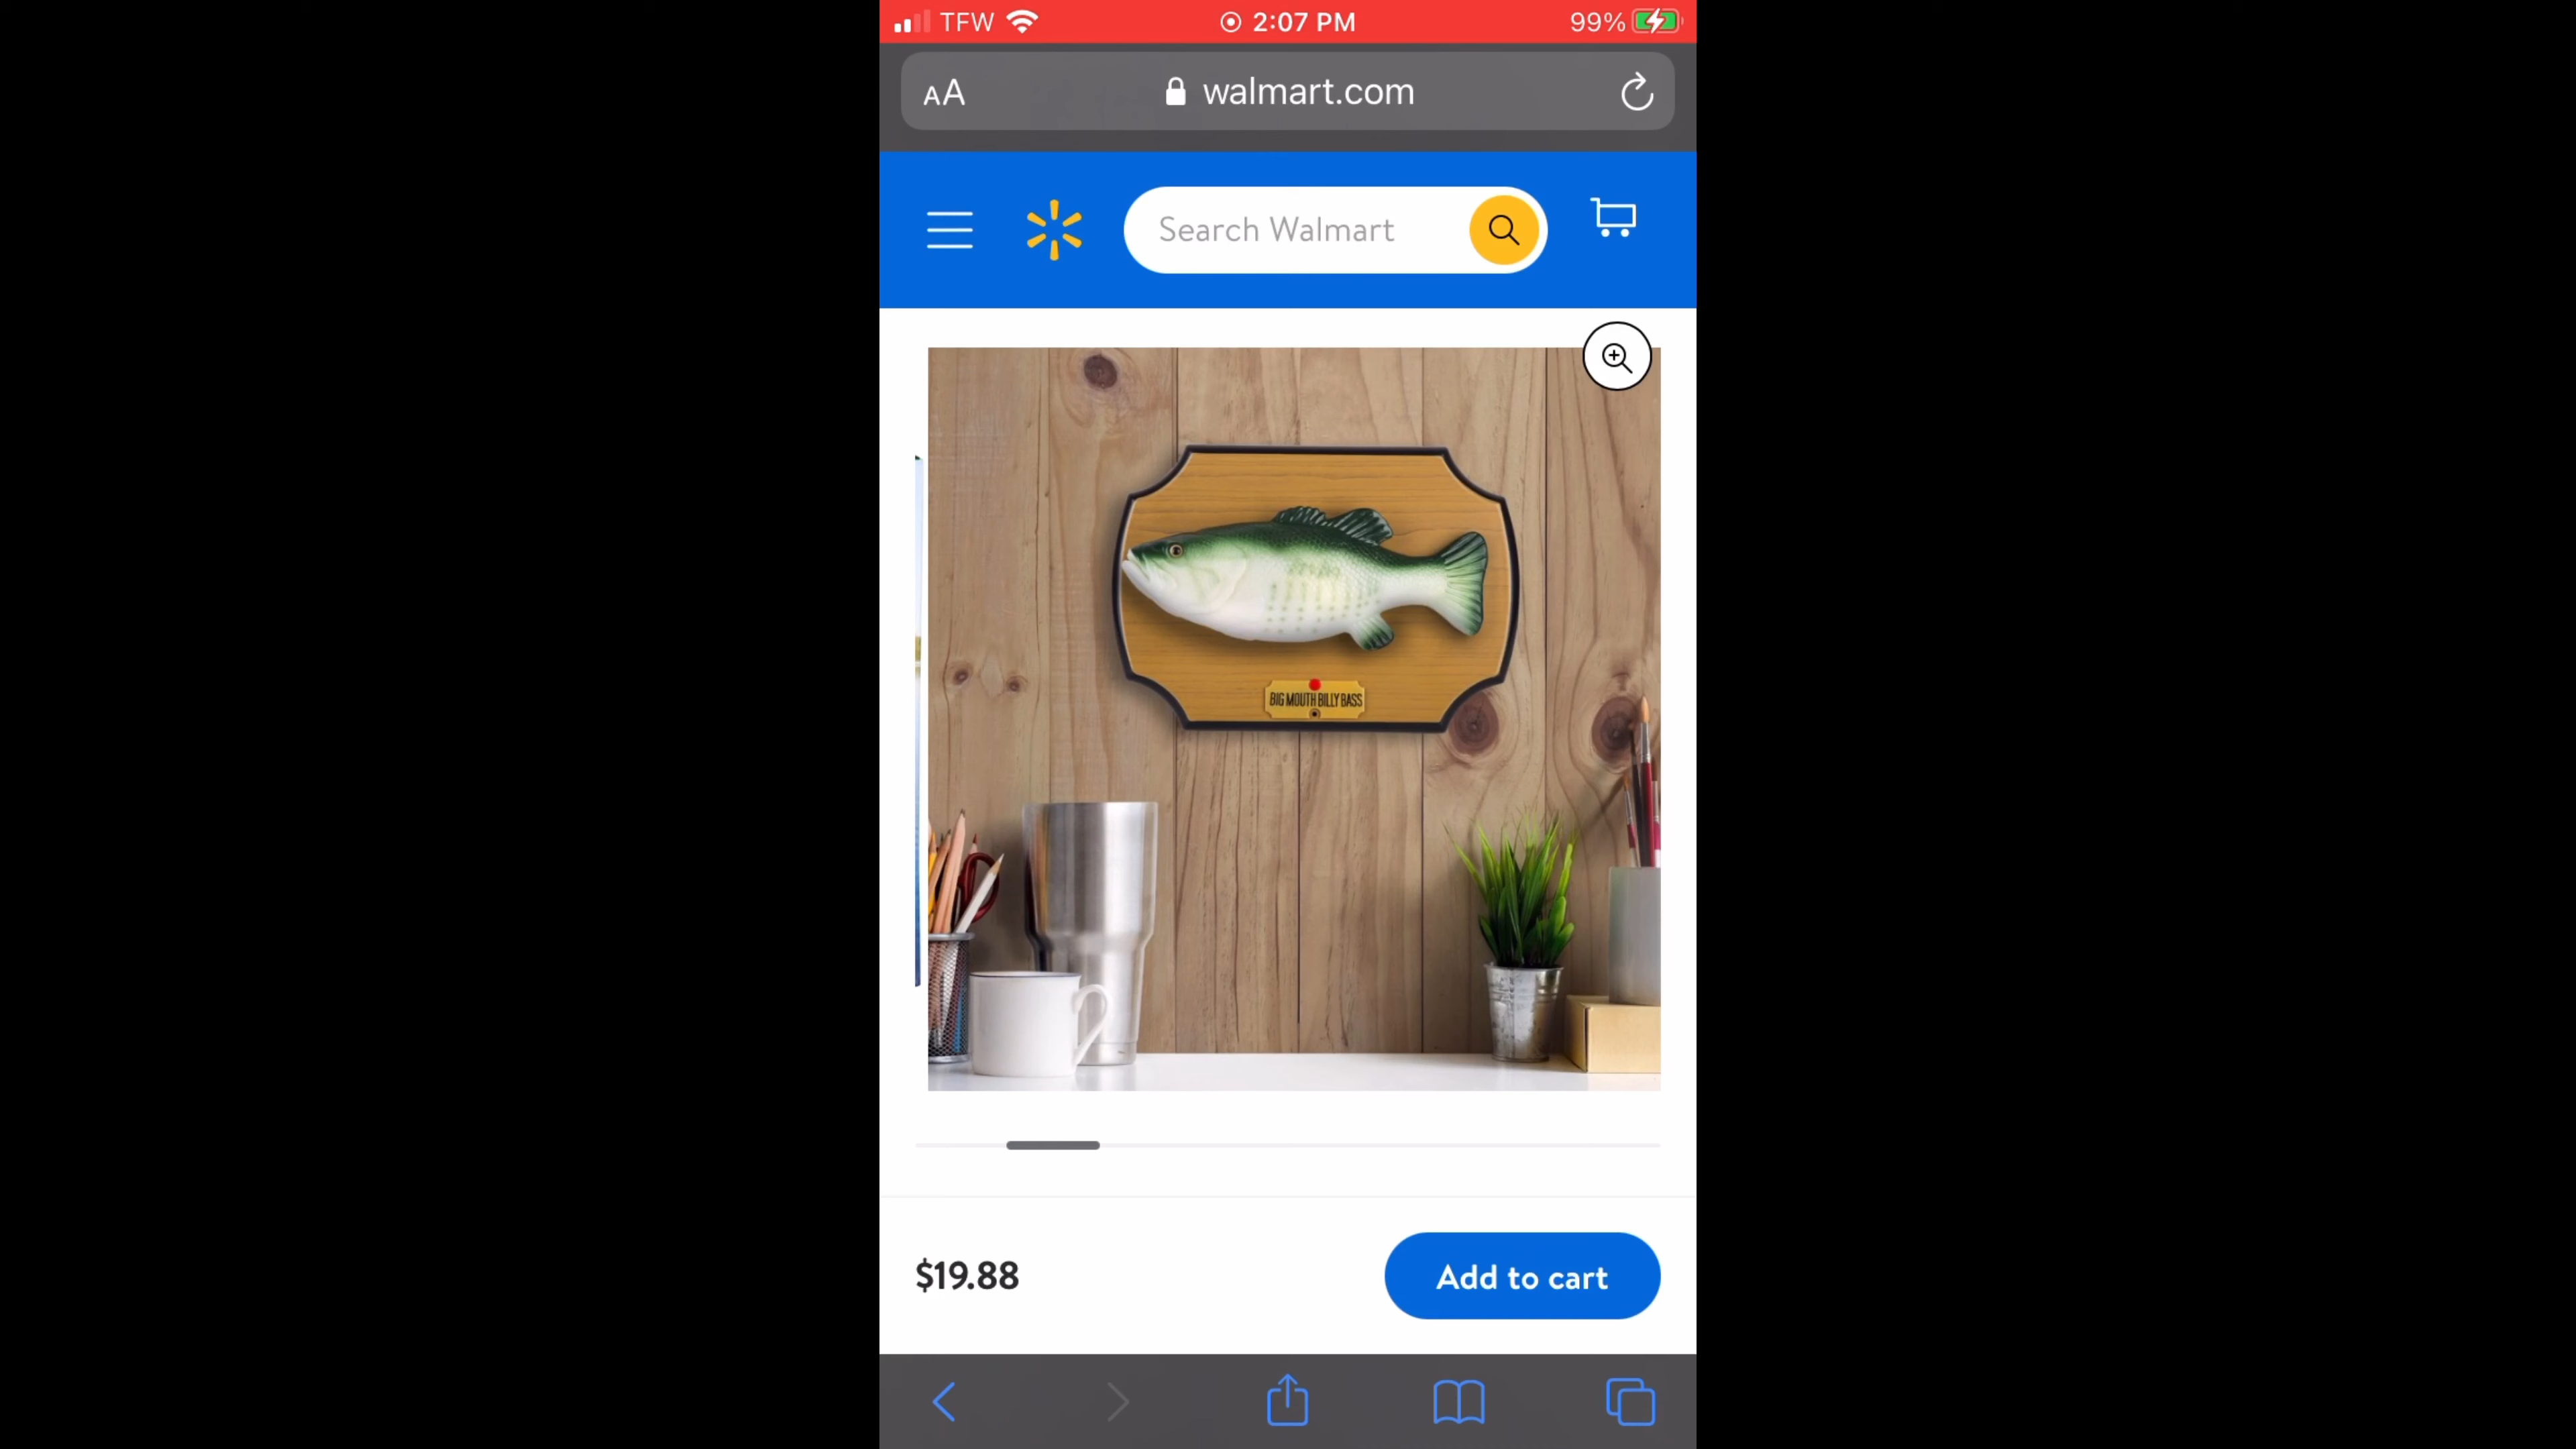 TFW 2:07 PM 99%
AA walmart.com
Search Walmart
BIG MOUTH BILLY BASS
$19.88 Add to cart